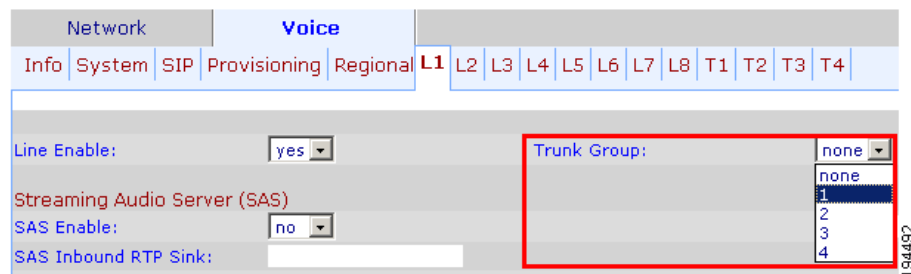 Network Voice
Info System SIP Provisioning Regional L1 L2 L3 L4 L5 L6 L7 L8 T1 T2 T3 T4
Line Enable: yes Trunk Group: none
none
Streaming Audio Server (SAS) 1
SAS Enable: no 2
3
SAS Inbound RTP Sink: 4
194492